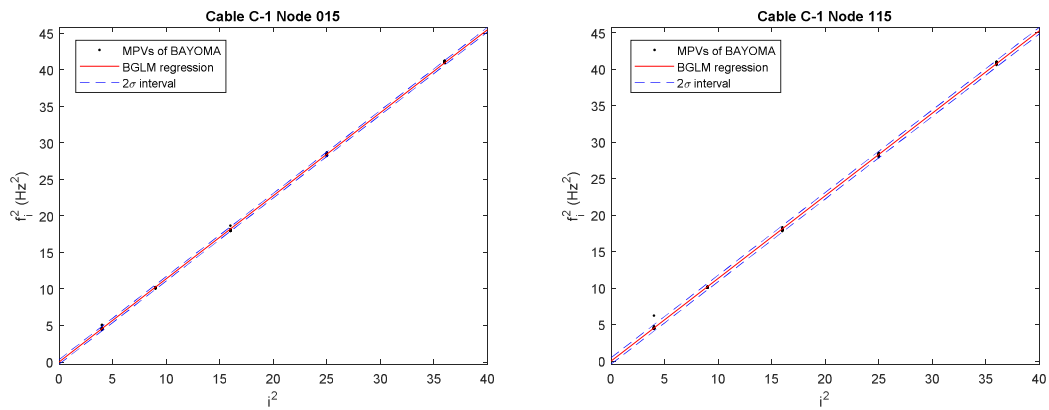 Cable C-1 Node 015
MPVs of BAYOMA
BGLM regression
2σ interval
45
40
35
30
25
20
15
10
5
0
f_i^2 (Hz^2)
0 5 10 15 20 25 30 35 40
i^2
Cable C-1 Node 115
MPVs of BAYOMA
BGLM regression
2σ interval
45
40
35
30
25
20
15
10
5
0
f_i^2 (Hz^2)
0 5 10 15 20 25 30 35 40
i^2